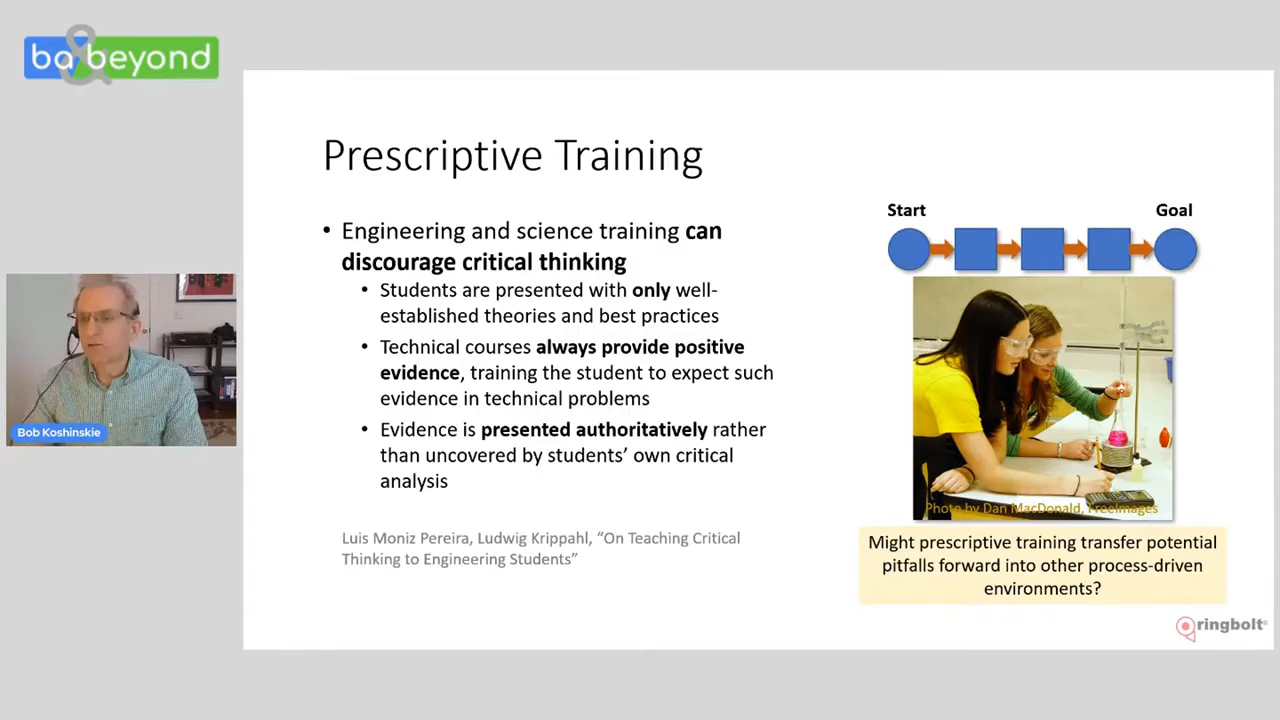 ba beyond
&
Prescriptive Training
• Engineering and science training can
discourage critical thinking
• Students are presented with only well-
established theories and best practices
• Technical courses always provide positive
evidence, training the student to expect such
evidence in technical problems
• Evidence is presented authoritatively rather
than uncovered by students’ own critical
analysis
Luis Moniz Pereira, Ludwig Krippahl, “On Teaching Critical
Thinking to Engineering Students”
Start
Goal
Photo by Dan MacDonald, FreeImages
Might prescriptive training transfer potential
pitfalls forward into other process-driven
environments?
ringbolt®
Bob Koshinskie